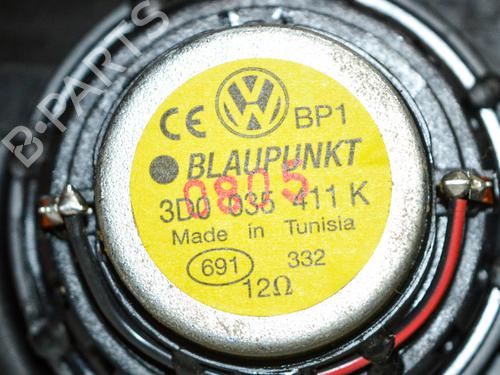 B-PARTS
CE VW BP1
BLAUPUNKT
0805
3D0 035 411 K
Made in Tunisia
691 332
12Ω